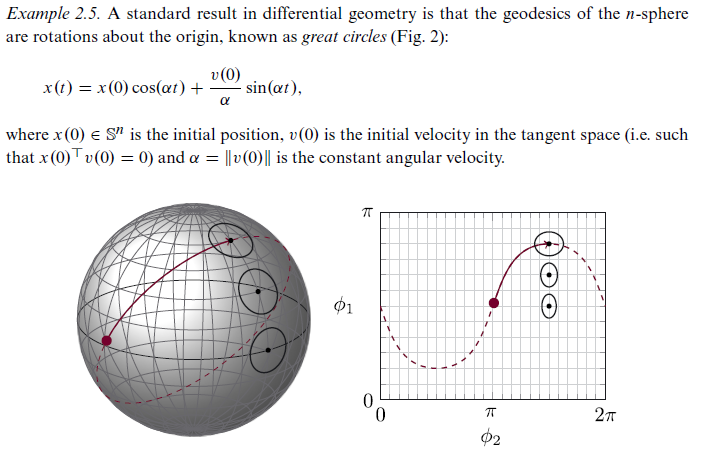 Example 2.5. A standard result in differential geometry is that the geodesics of the n-sphere
are rotations about the origin, known as great circles (Fig. 2):
x(t) = x(0) cos(αt) + v(0)/α sin(αt),
where x(0) ∈ 𝕊ⁿ is the initial position, v(0) is the initial velocity in the tangent space (i.e. such
that x(0)⊤v(0) = 0) and α = ‖v(0)‖ is the constant angular velocity.
π
ϕ1
0
0 π 2π
ϕ2